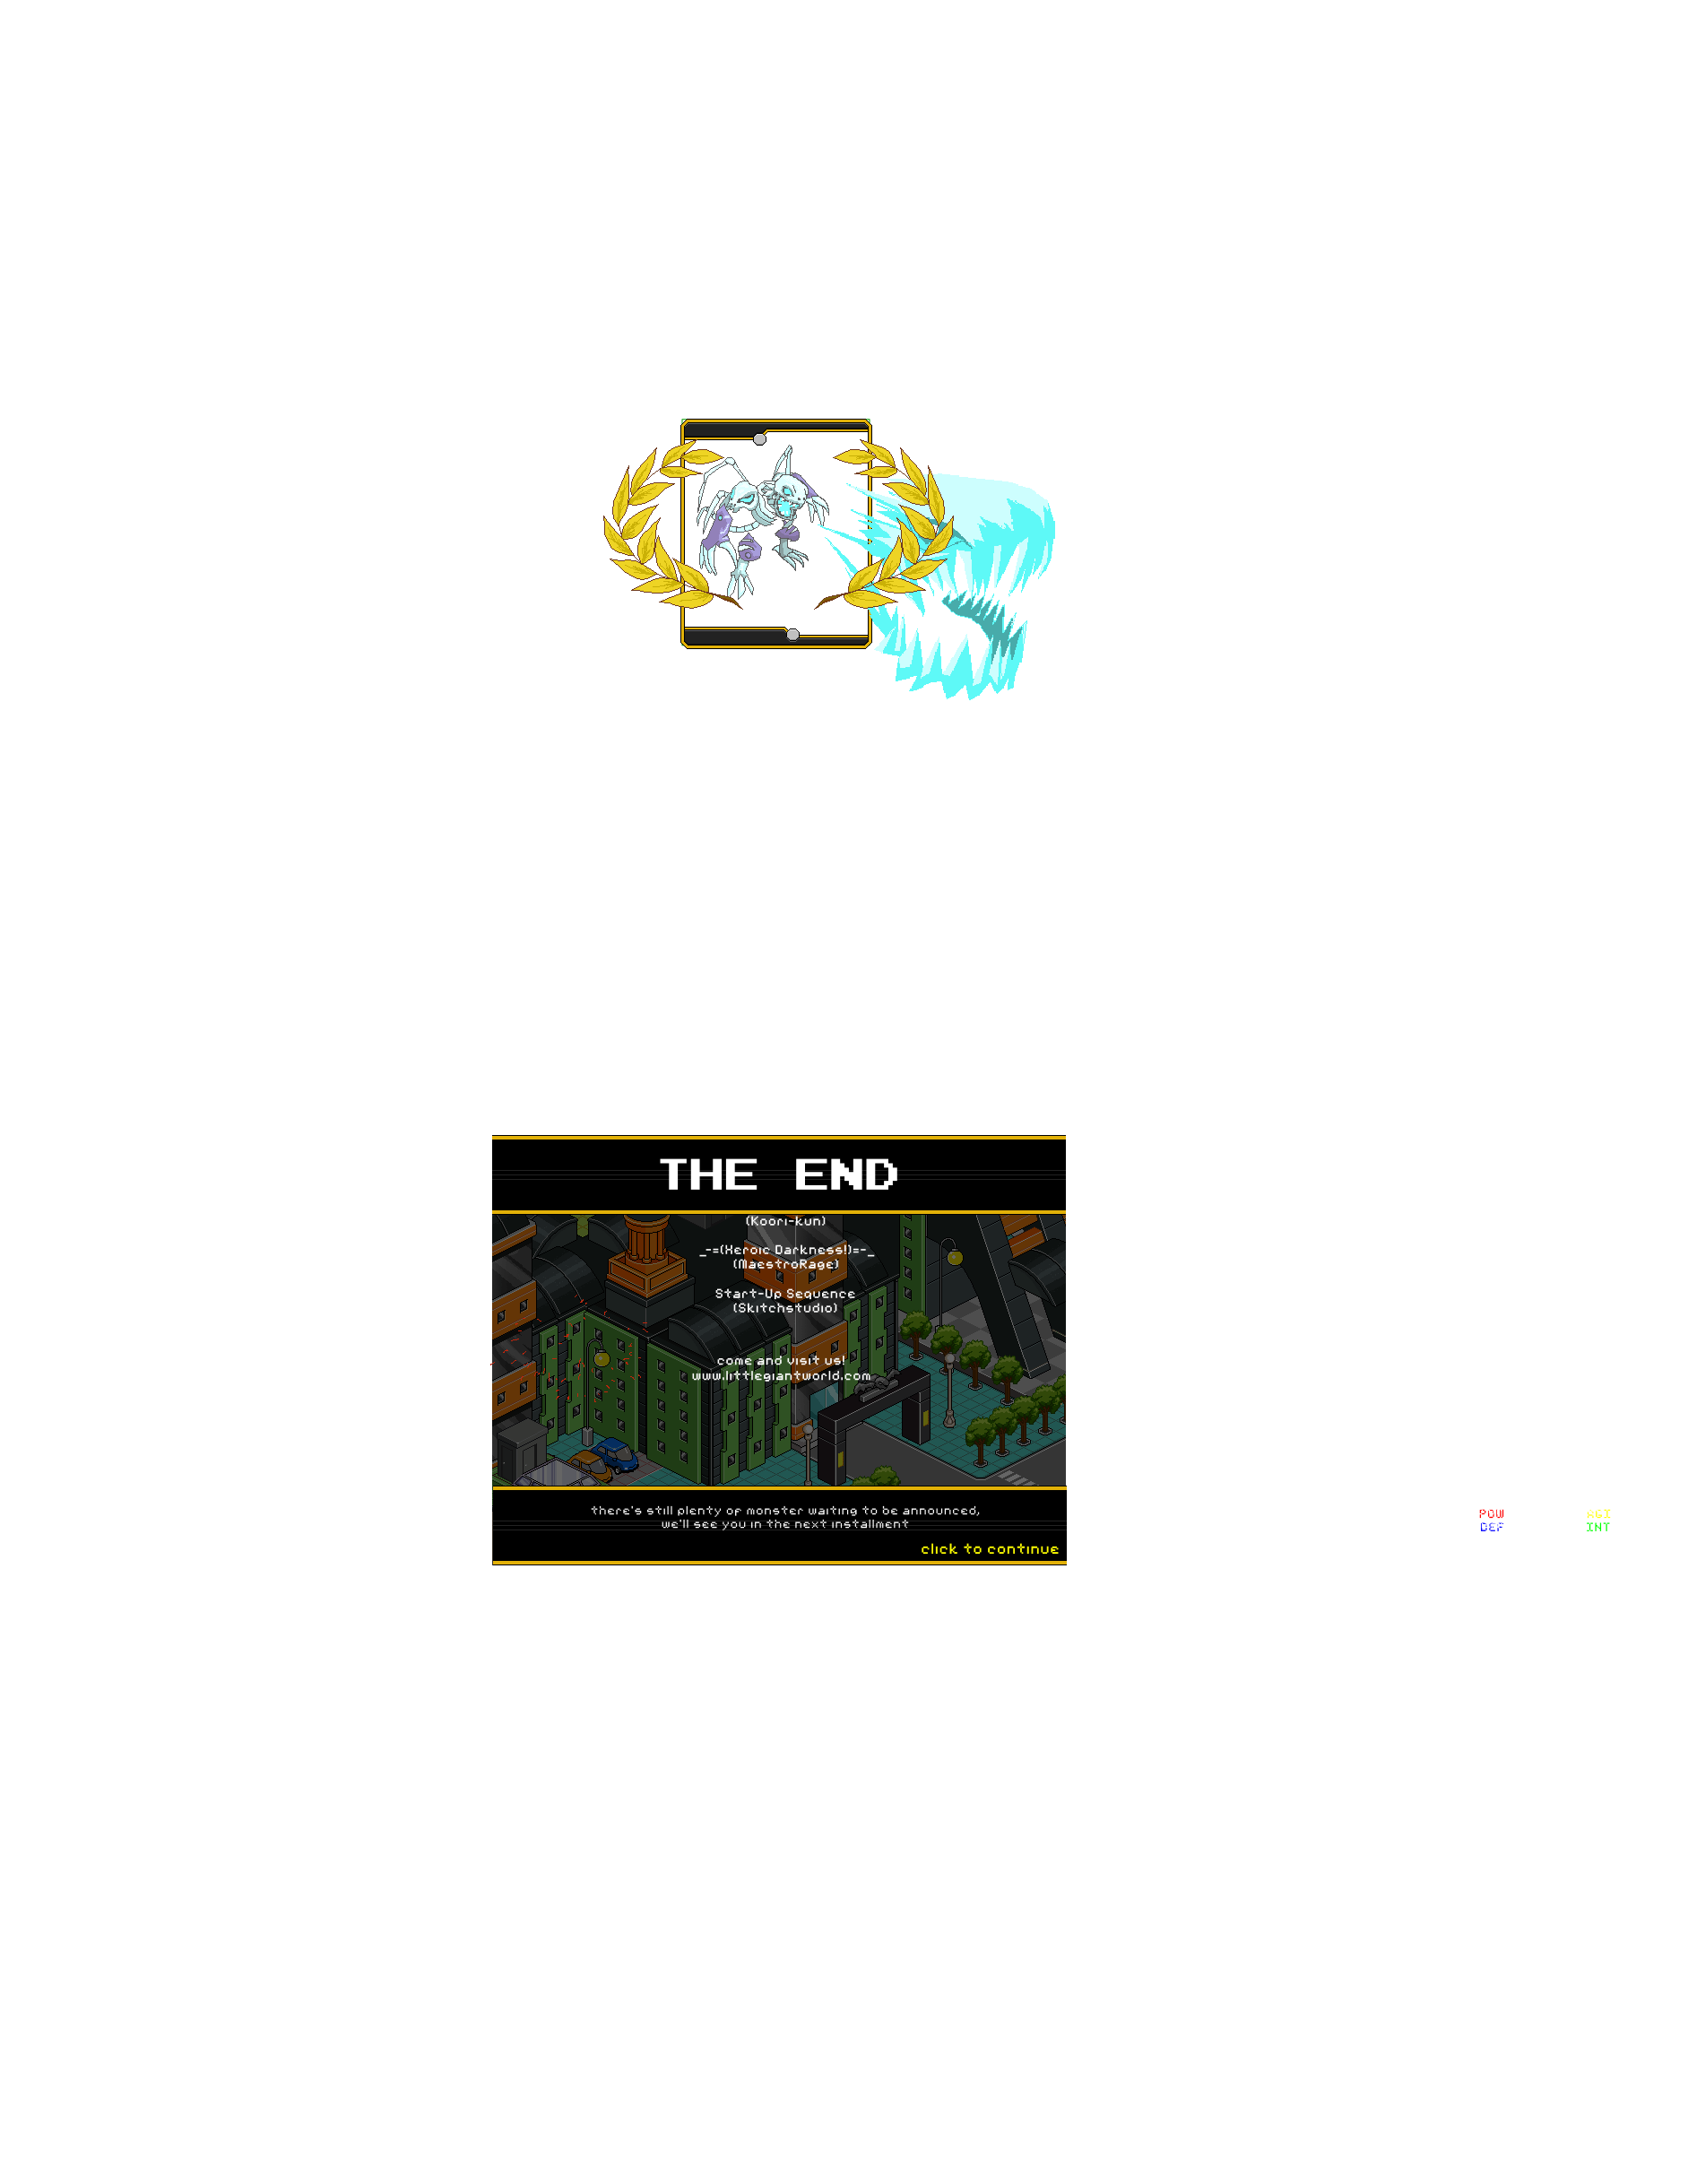 THE END
(Koori-kun)
_-=(Heroic Darkness!)=-_
(MaestroRage)
Start-Up Sequence
(Skitchstudio)
come and visit us!
www.littlegiantworld.com
there's still plenty of monster waiting to be announced,
we'll see you in the next installment
click to continue
POW AGI
DEF INT